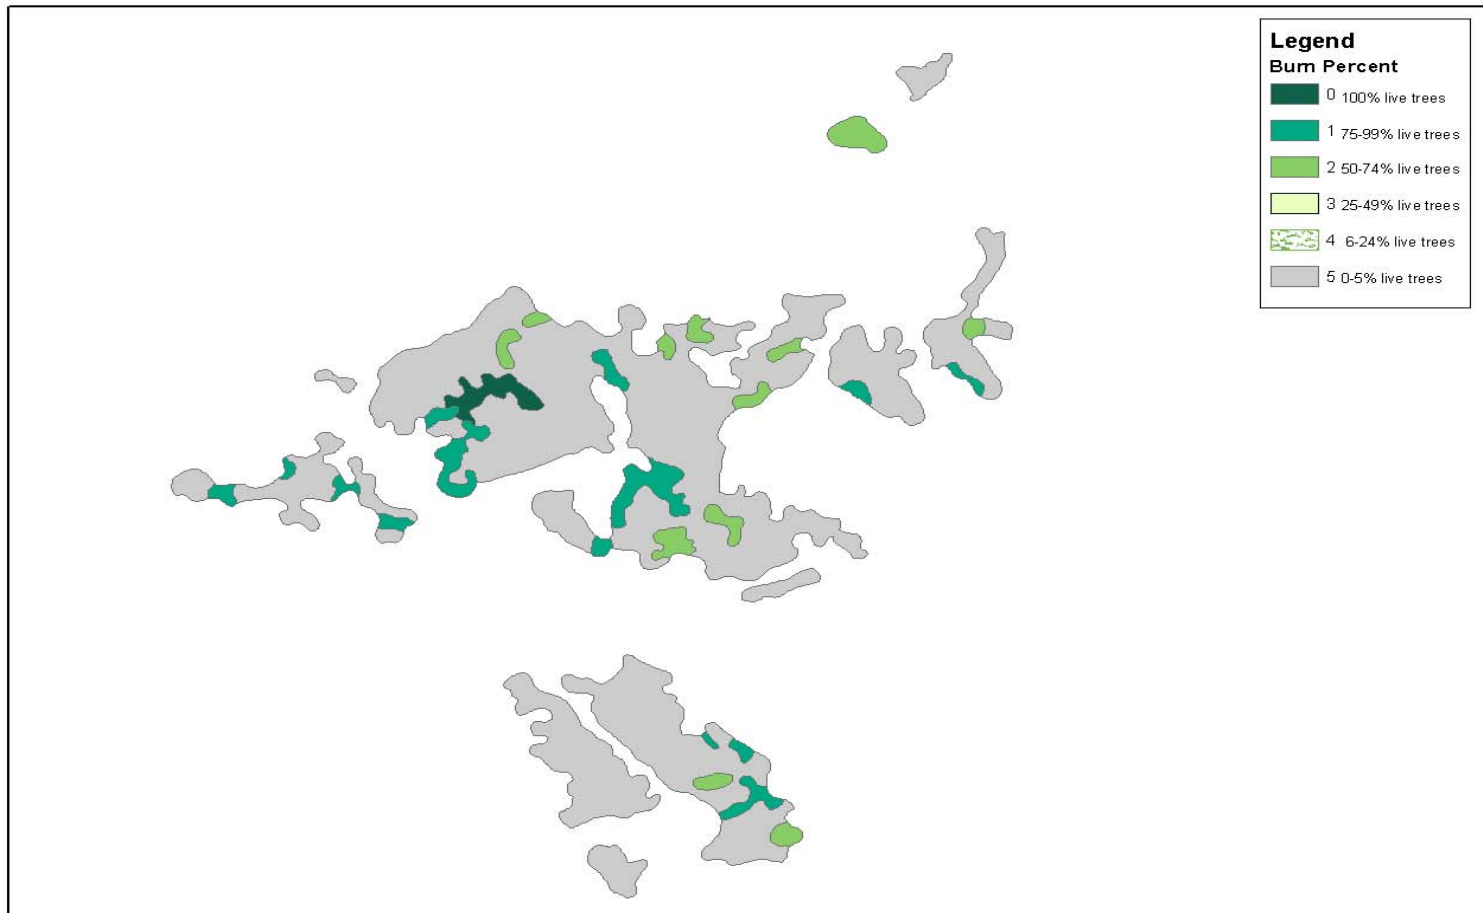 Legend
Burn Percent
0 100% live trees
1 75-99% live trees
2 50-74% live trees
3 25-49% live trees
4 6-24% live trees
5 0-5% live trees